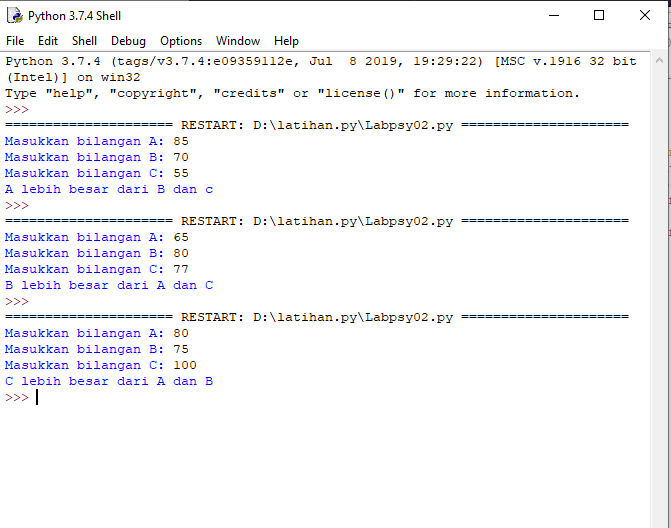 Python 3.7.4 Shell
File Edit Shell Debug Options Window Help
Python 3.7.4 (tags/v3.7.4:e09359112e, Jul  8 2019, 19:29:22) [MSC v.1916 32 bit
(Intel)] on win32
Type "help", "copyright", "credits" or "license()" for more information.
>>>
===================== RESTART: D:\latihan.py\Labpsy02.py =====================
Masukkan bilangan A: 85
Masukkan bilangan B: 70
Masukkan bilangan C: 55
A lebih besar dari B dan c
>>>
===================== RESTART: D:\latihan.py\Labpsy02.py =====================
Masukkan bilangan A: 65
Masukkan bilangan B: 80
Masukkan bilangan C: 77
B lebih besar dari A dan C
>>>
===================== RESTART: D:\latihan.py\Labpsy02.py =====================
Masukkan bilangan A: 80
Masukkan bilangan B: 75
Masukkan bilangan C: 100
C lebih besar dari A dan B
>>>